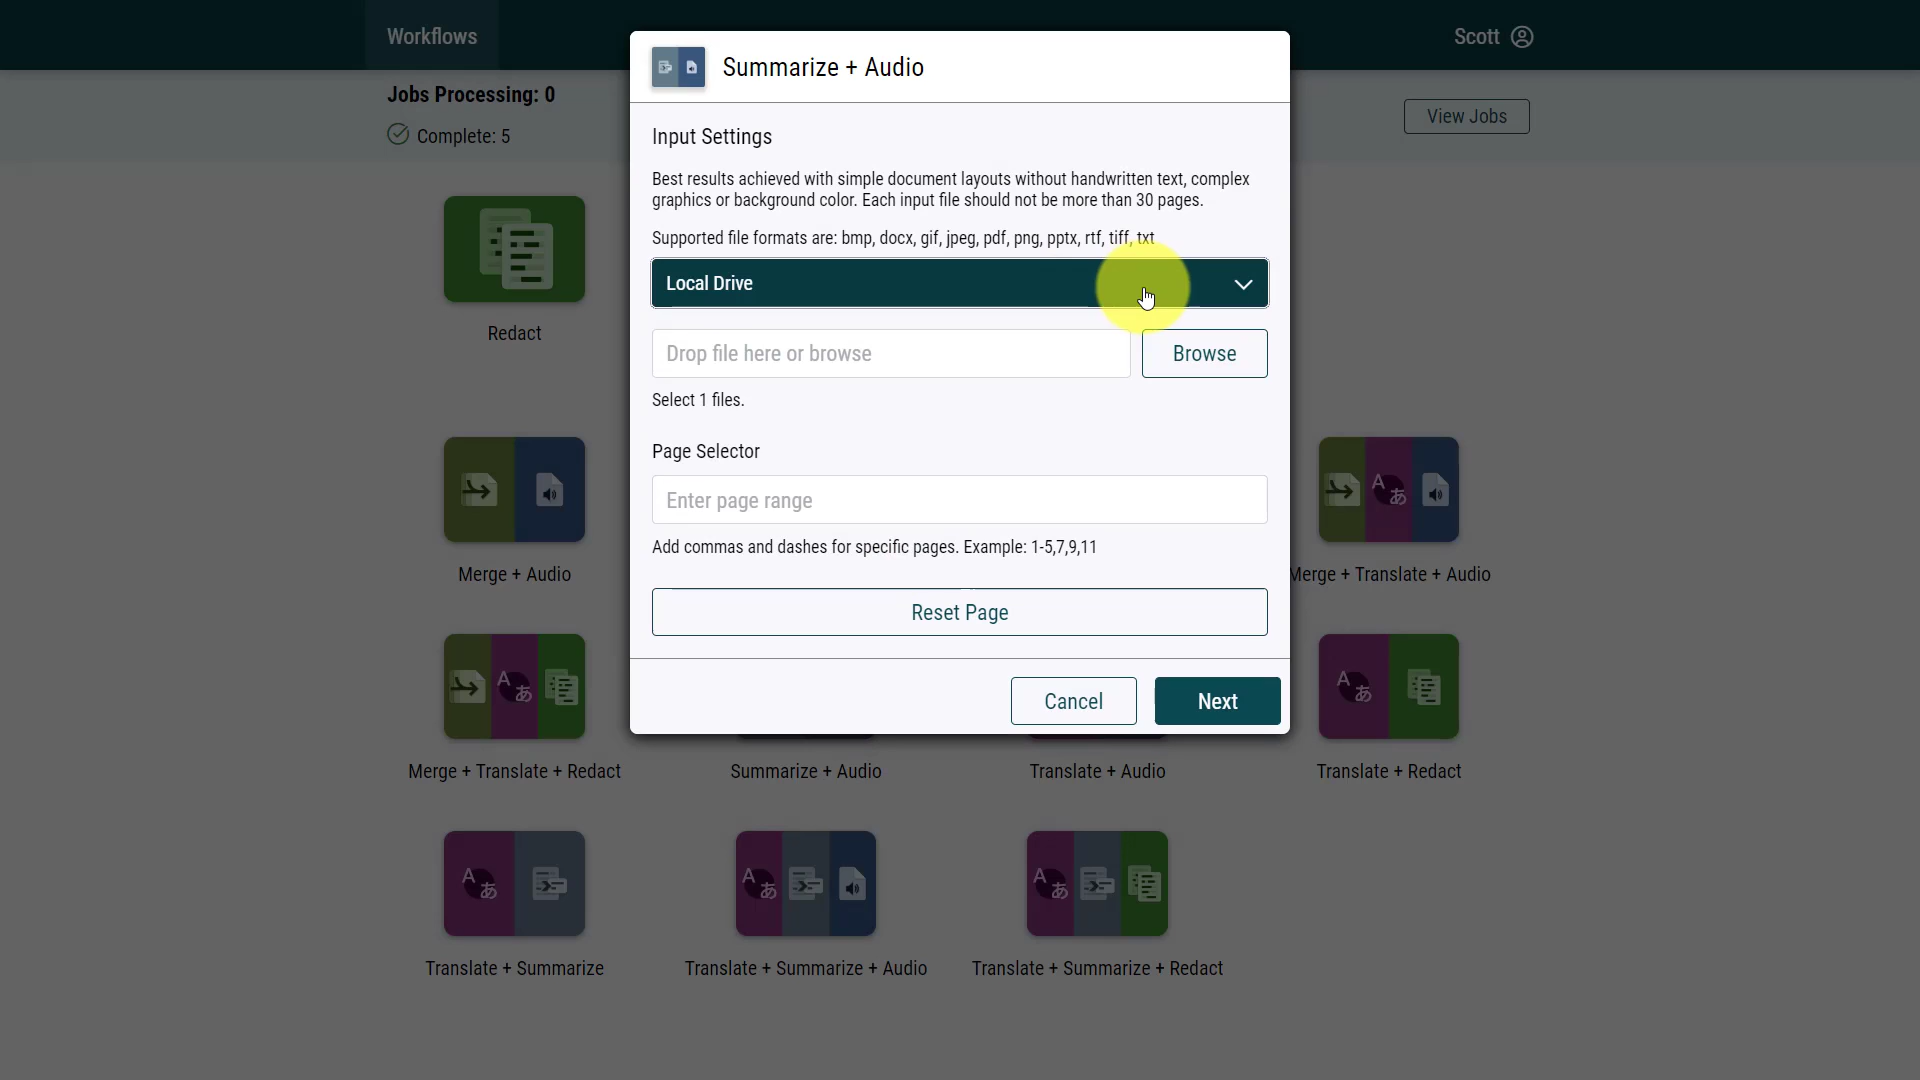 Workflows
Scott
Jobs Processing: 0
Complete: 5
View Jobs
Summarize + Audio
Input Settings
Best results achieved with simple document layouts without handwritten text, complex
graphics or background color. Each input file should not be more than 30 pages.
Supported file formats are: bmp, docx, gif, jpeg, pdf, png, pptx, rtf, tiff, txt
Local Drive
Drop file here or browse
Browse
Select 1 files.
Page Selector
Enter page range
Add commas and dashes for specific pages. Example: 1-5,7,9,11
Reset Page
Cancel
Next
Redact
Merge + Audio
Merge + Translate + Audio
Merge + Translate + Redact
Summarize + Audio
Translate + Audio
Translate + Redact
Translate + Summarize
Translate + Summarize + Audio
Translate + Summarize + Redact